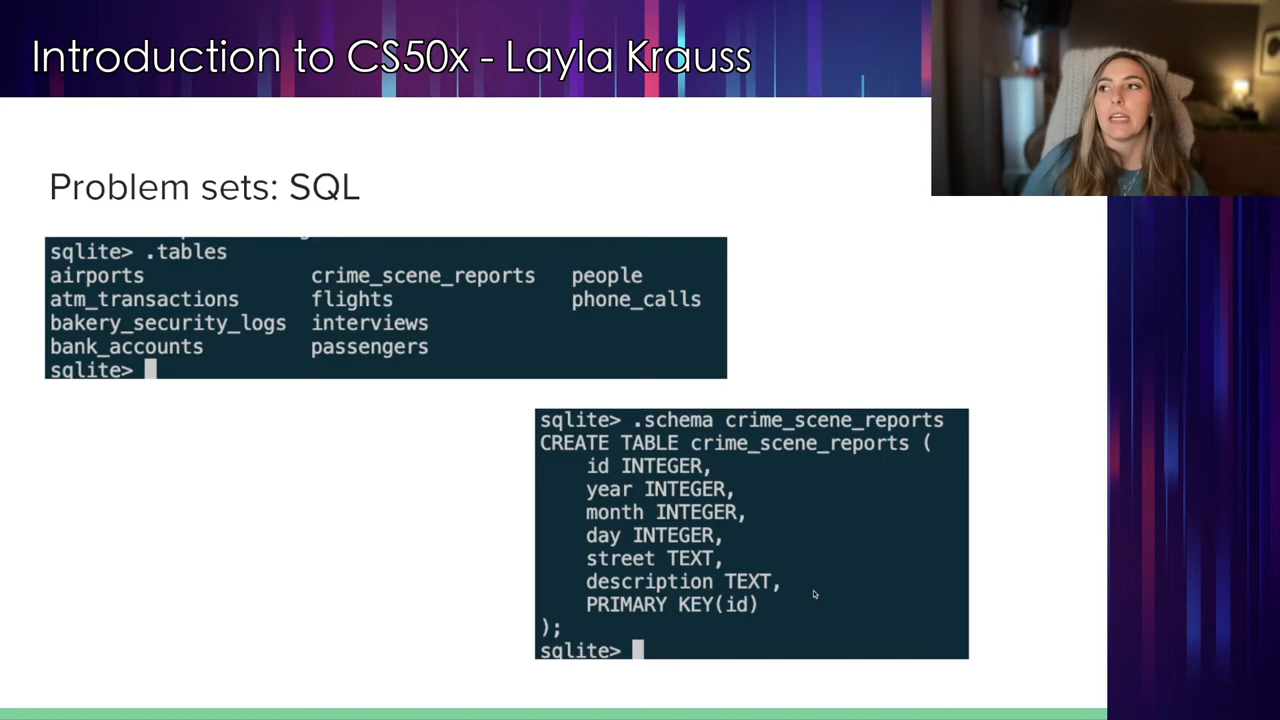 Introduction to CS50x - Layla Krauss
Problem sets: SQL
sqlite> .tables
airports crime_scene_reports people
atm_transactions flights phone_calls
bakery_security_logs interviews
bank_accounts passengers
sqlite>
sqlite> .schema crime_scene_reports
CREATE TABLE crime_scene_reports (
id INTEGER,
year INTEGER,
month INTEGER,
day INTEGER,
street TEXT,
description TEXT,
PRIMARY KEY(id)
);
sqlite>